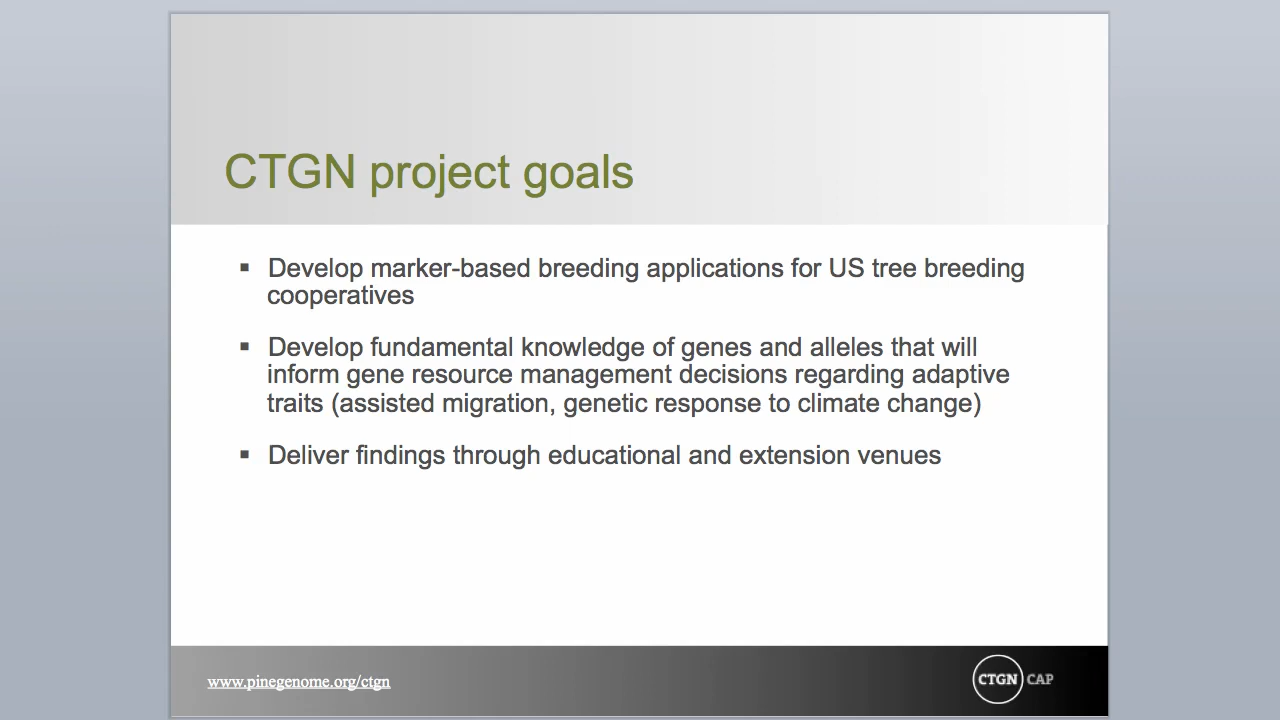 CTGN project goals
▪ Develop marker-based breeding applications for US tree breeding
cooperatives
▪ Develop fundamental knowledge of genes and alleles that will
inform gene resource management decisions regarding adaptive
traits (assisted migration, genetic response to climate change)
▪ Deliver findings through educational and extension venues
www.pinegenome.org/ctgn
CTGN CAP